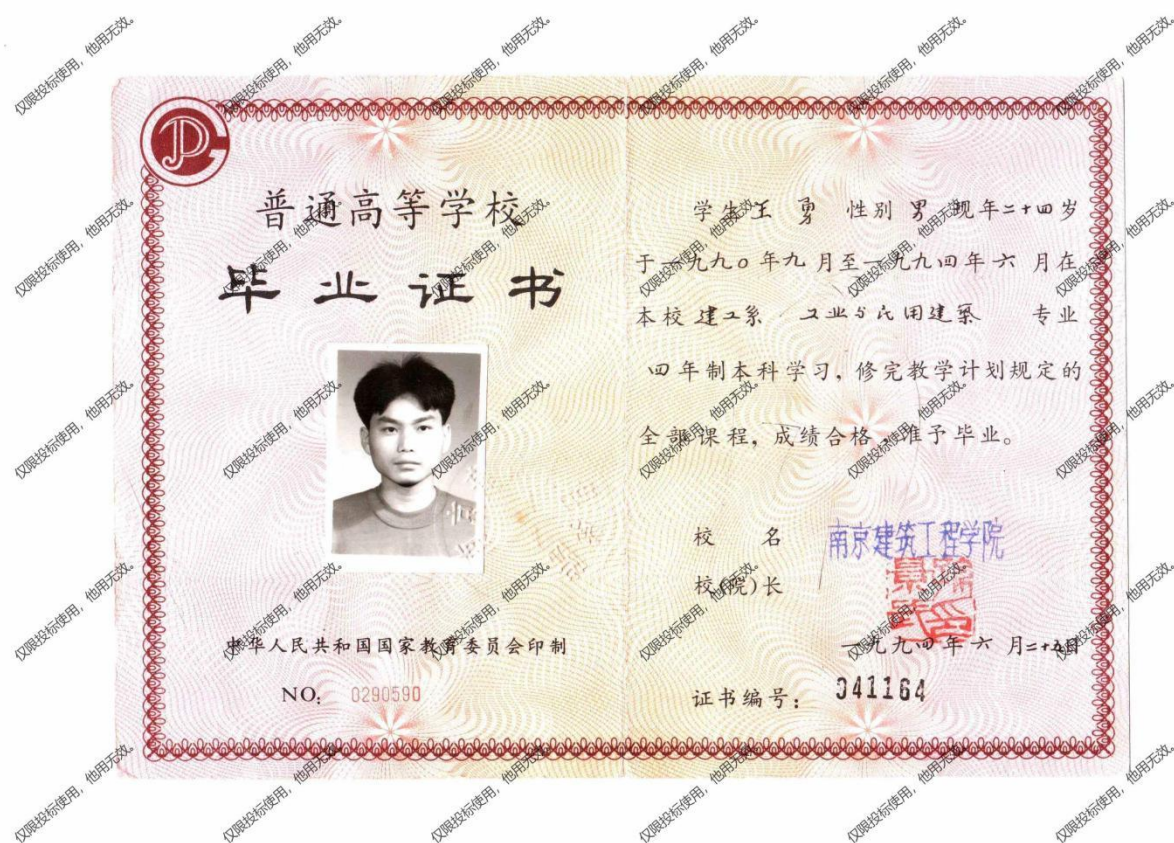 普通高等学校
毕业证书
中华人民共和国国家教育委员会印制
NO: 0290590
学生 王勇 性别 男 现年二十四岁
于一九九〇年九月至一九九四年六月在
本校 建工系 工业与民用建筑 专业
四年制本科学习，修完教学计划规定的
全部课程，成绩合格，准予毕业。
校 名 南京建筑工程学院
校(院)长
一九九四年六月二十五日
证书编号： 941164
仅限投标使用，他用无效。